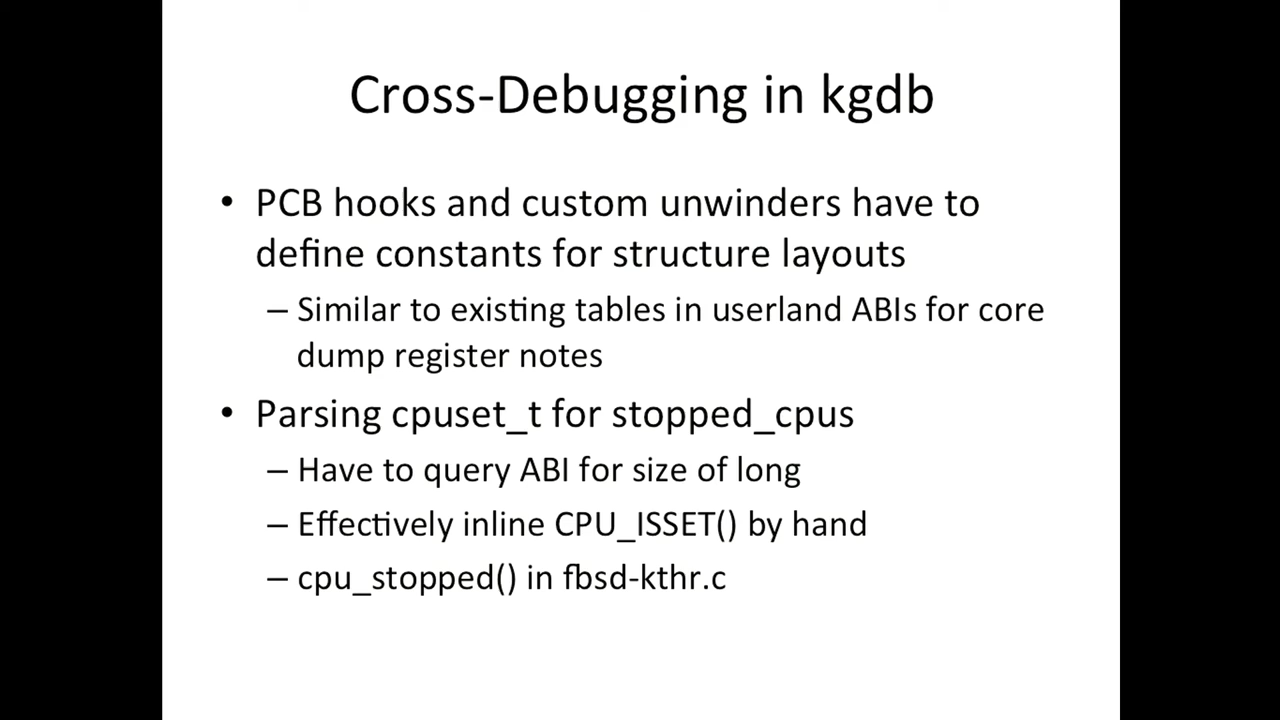 Cross-Debugging in kgdb
• PCB hooks and custom unwinders have to
define constants for structure layouts
– Similar to existing tables in userland ABIs for core
dump register notes
• Parsing cpuset_t for stopped_cpus
– Have to query ABI for size of long
– Effectively inline CPU_ISSET() by hand
– cpu_stopped() in fbsd-kthr.c